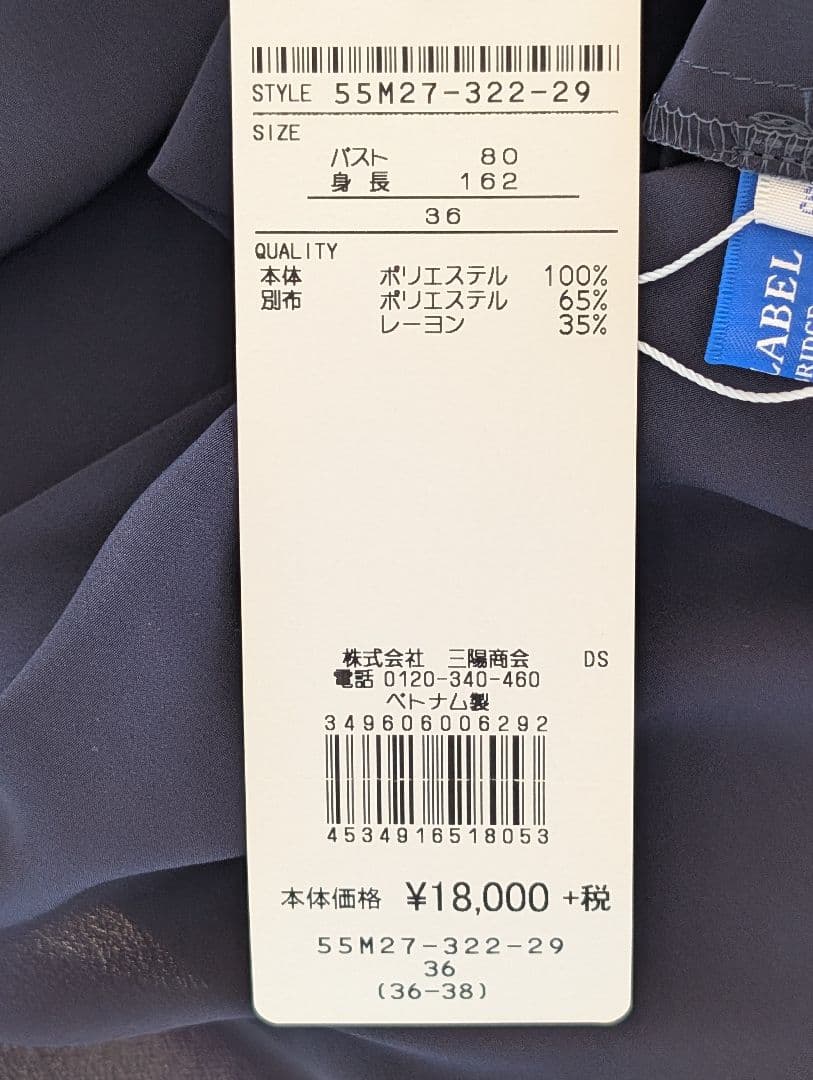 STYLE 55M27-322-29
SIZE
バスト 80
身長 162
36
QUALITY
本体 ポリエステル 100%
別布 ポリエステル 65%
レーヨン 35%
株式会社 三陽商会 DS
電話 0120-340-460
ベトナム製
349606006292
4534916518053
本体価格 ¥18,000 +税
55M27-322-29
36
(36-38)
LABEL